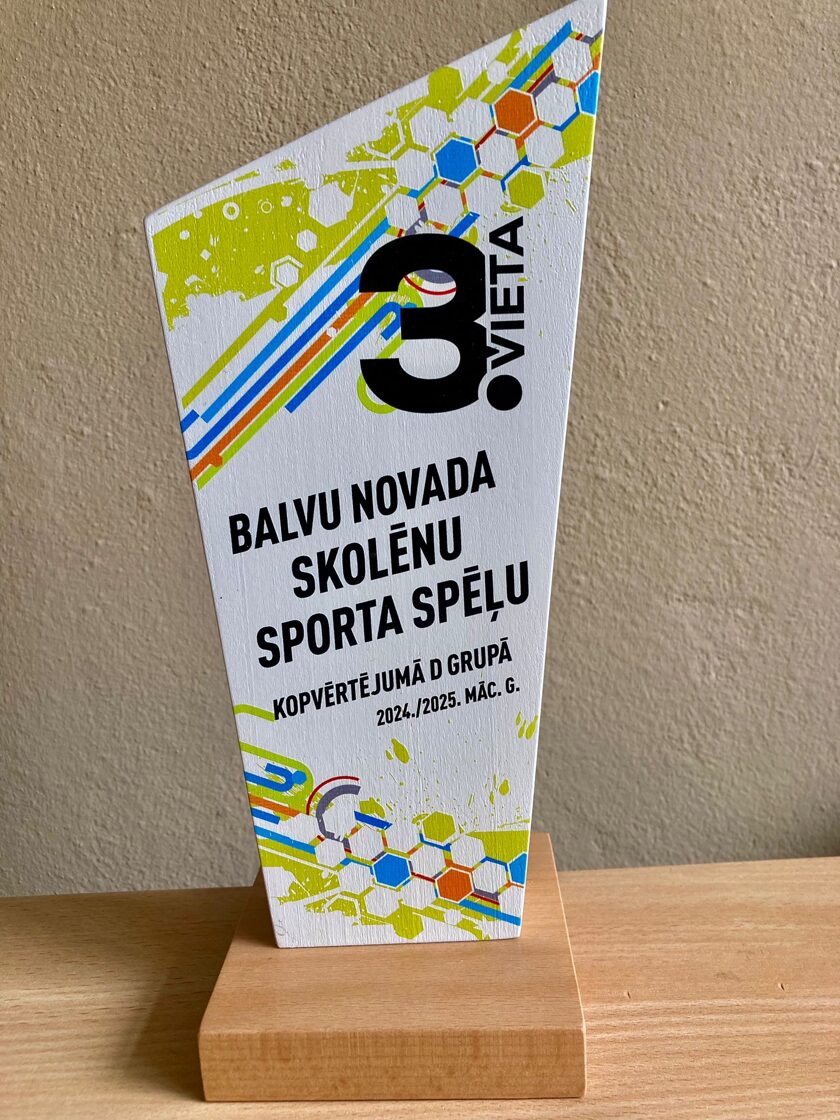 3. VIETA
BALVU NOVADA
SKOLĒNU
SPORTA SPĒĻU
KOPVĒRTĒJUMĀ D GRUPĀ
2024./2025. MĀC. G.